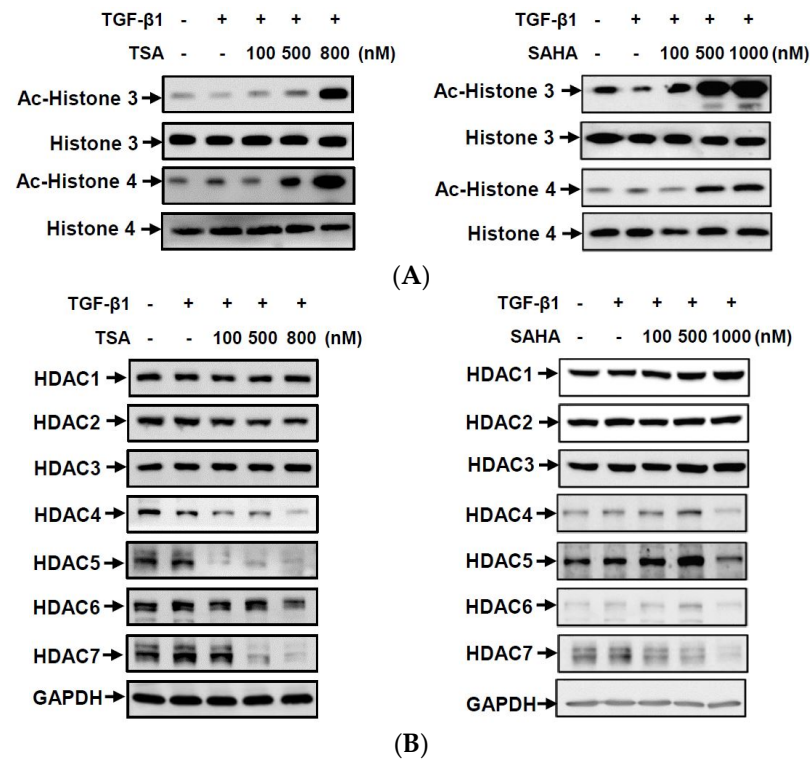 TGF-β1 - + + + +
TSA - - 100 500 800 (nM)
Ac-Histone 3
Histone 3
Ac-Histone 4
Histone 4
TGF-β1 - + + + +
SAHA - - 100 500 1000 (nM)
Ac-Histone 3
Histone 3
Ac-Histone 4
Histone 4
(A)
TGF-β1 - + + + +
TSA - - 100 500 800 (nM)
HDAC1
HDAC2
HDAC3
HDAC4
HDAC5
HDAC6
HDAC7
GAPDH
TGF-β1 - + + + +
SAHA - - 100 500 1000 (nM)
HDAC1
HDAC2
HDAC3
HDAC4
HDAC5
HDAC6
HDAC7
GAPDH
(B)